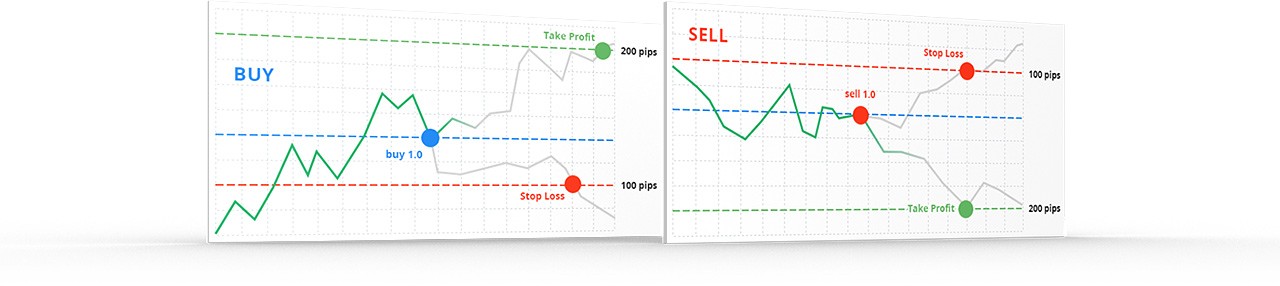 Take Profit
200 pips
BUY
buy 1.0
100 pips
Stop Loss
SELL
Stop Loss
100 pips
sell 1.0
Take Profit
200 pips